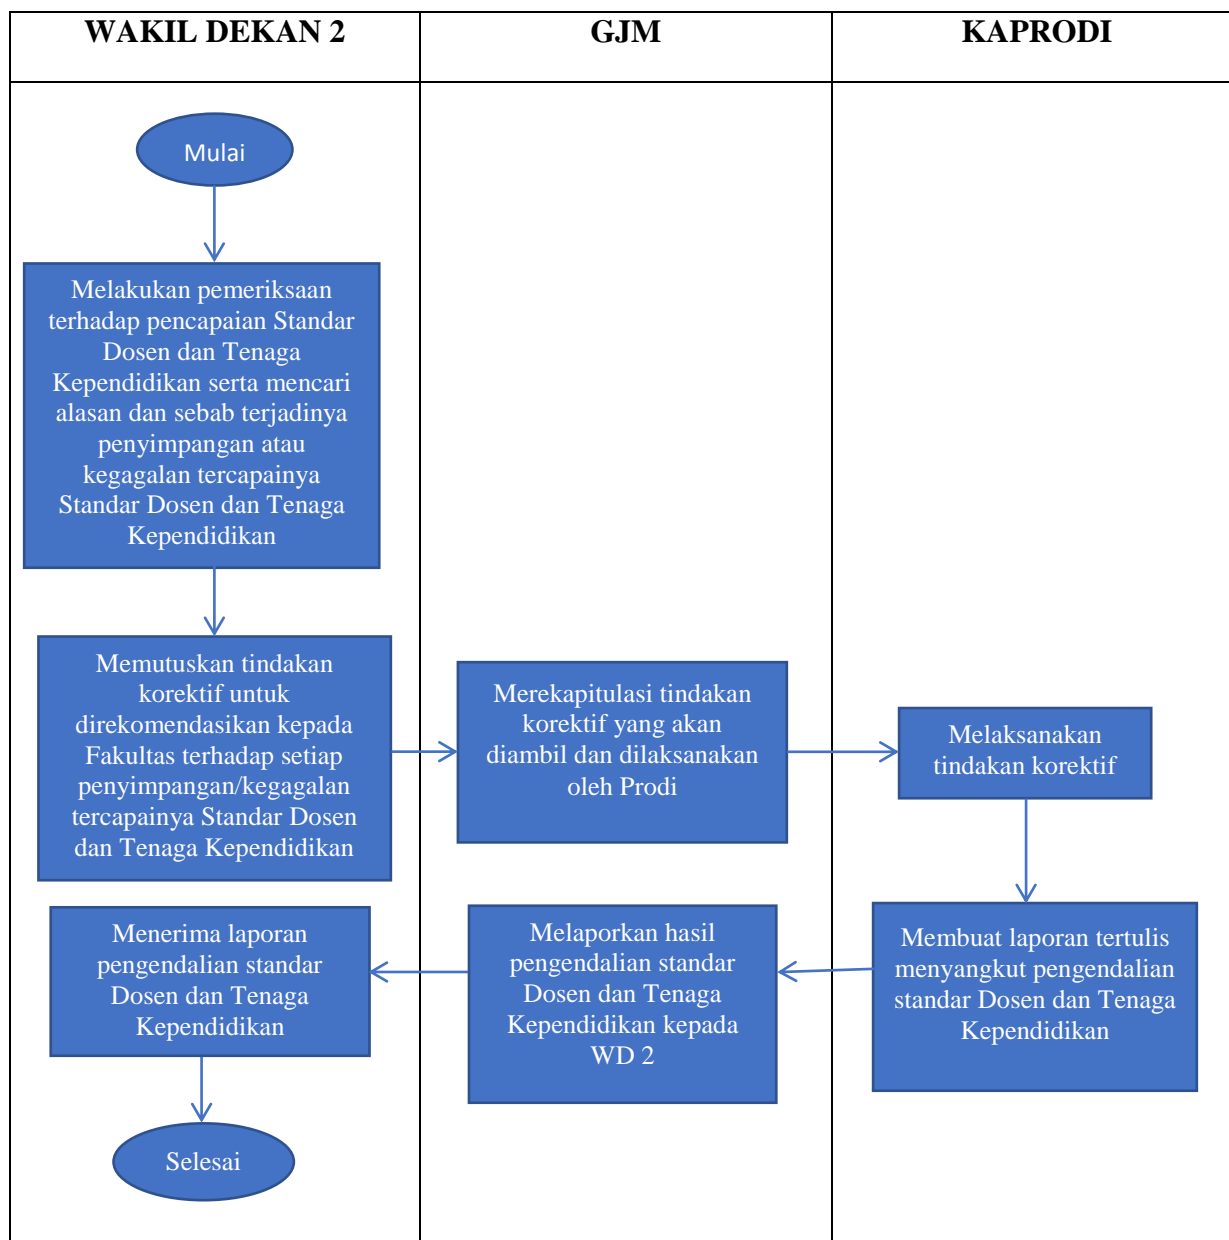 WAKIL DEKAN 2
GJM
KAPRODI
Mulai
Melakukan pemeriksaan
terhadap pencapaian Standar
Dosen dan Tenaga
Kependidikan serta mencari
alasan dan sebab terjadinya
penyimpangan atau
kegagalan tercapainya
Standar Dosen dan Tenaga
Kependidikan
Memutuskan tindakan
korektif untuk
direkomendasikan kepada
Fakultas terhadap setiap
penyimpangan/kegagalan
tercapainya Standar Dosen
dan Tenaga Kependidikan
Merekapitulasi tindakan
korektif yang akan
diambil dan dilaksanakan
oleh Prodi
Melaksanakan
tindakan korektif
Membuat laporan tertulis
menyangkut pengendalian
standar Dosen dan Tenaga
Kependidikan
Melaporkan hasil
pengendalian standar
Dosen dan Tenaga
Kependidikan kepada
WD 2
Menerima laporan
pengendalian standar
Dosen dan Tenaga
Kependidikan
Selesai